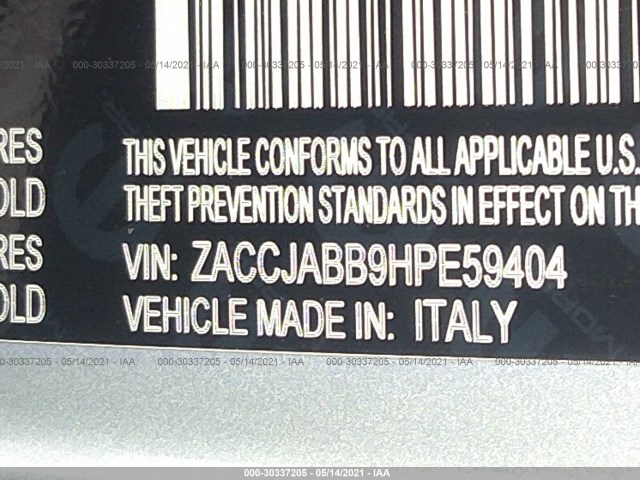 000-30337205 - 05/14/2021 - IAA
RES THIS VEHICLE CONFORMS TO ALL APPLICABLE U.S.
OLD THEFT PREVENTION STANDARDS IN EFFECT ON TH
RES VIN: ZACCJABB9HPE59404
OLD VEHICLE MADE IN: ITALY
000-30337205 - 05/14/2021 - IAA
000-30337205 - 05/14/2021 - IAA